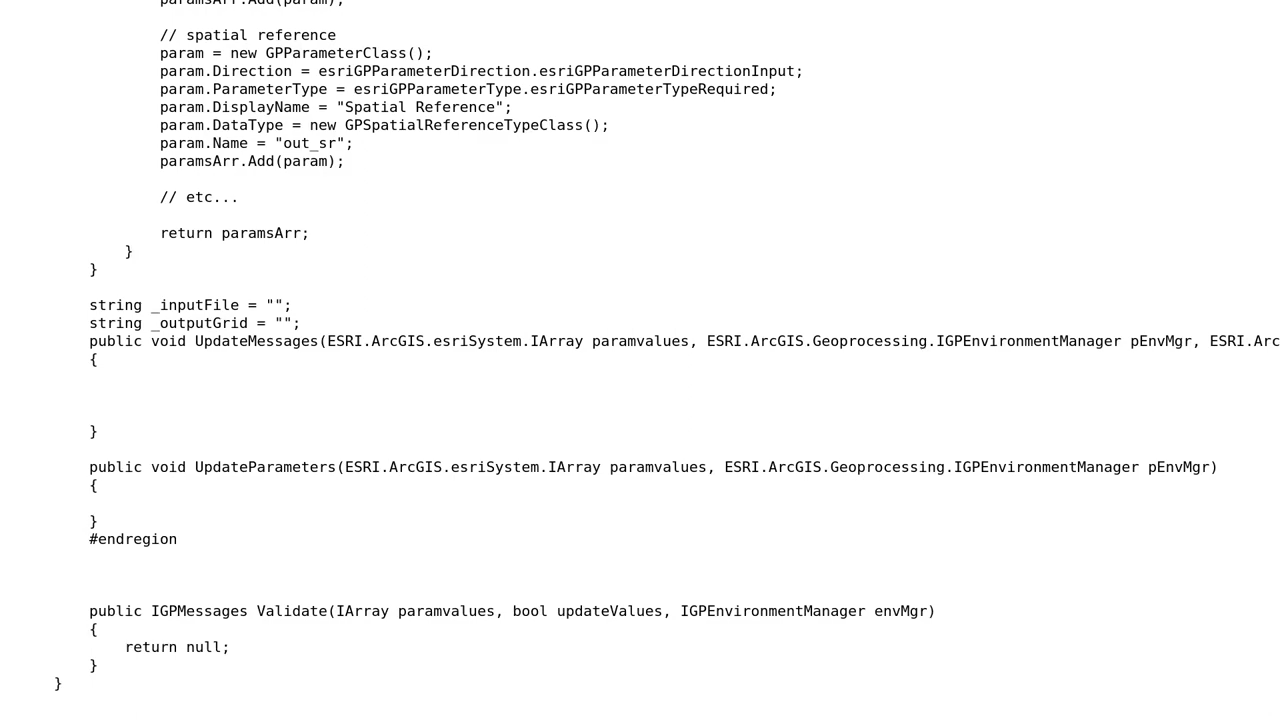 paramsArr.Add(param);
// spatial reference
param = new GPParameterClass();
param.Direction = esriGPParameterDirection.esriGPParameterDirectionInput;
param.ParameterType = esriGPParameterType.esriGPParameterTypeRequired;
param.DisplayName = "Spatial Reference";
param.DataType = new GPSpatialReferenceTypeClass();
param.Name = "out_sr";
paramsArr.Add(param);
// etc...
return paramsArr;
}
}
string _inputFile = "";
string _outputGrid = "";
public void UpdateMessages(ESRI.ArcGIS.esriSystem.IArray paramvalues, ESRI.ArcGIS.Geoprocessing.IGPEnvironmentManager pEnvMgr, ESRI.Arc
{
}
public void UpdateParameters(ESRI.ArcGIS.esriSystem.IArray paramvalues, ESRI.ArcGIS.Geoprocessing.IGPEnvironmentManager pEnvMgr)
{
}
#endregion
public IGPMessages Validate(IArray paramvalues, bool updateValues, IGPEnvironmentManager envMgr)
{
return null;
}
}